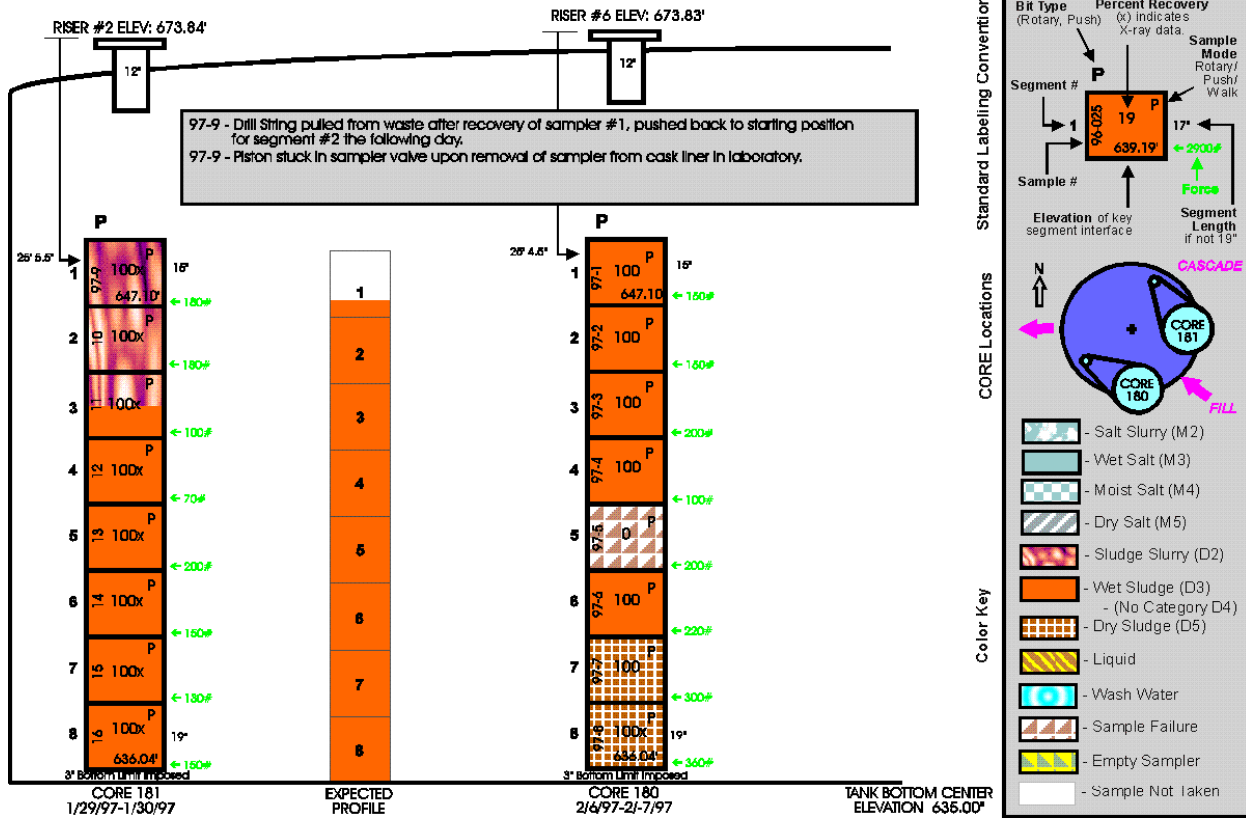 RISER #2 ELEV: 673.84'
RISER #6 ELEV: 673.83'
12"
12"
97-9 - Drill String pulled from waste after recovery of sampler #1, pushed back to starting position
for segment #2 the following day.
97-9 - Piston stuck in sampler valve upon removal of sampler from cask liner in laboratory.
P
25' 5.5"
1
97-9
100x
P
647.10'
15"
←180#
2
10
100x
P
←180#
3
11
100x
P
←100#
4
12
100x
P
←70#
5
13
100x
P
←200#
6
14
100x
P
←150#
7
15
100x
P
←130#
8
16
100x
P
636.04'
19"
←150#
3" Bottom Limit Imposed
CORE 181
1/29/97-1/30/97
1
2
3
4
5
6
7
8
EXPECTED
PROFILE
P
1
97-1
100
P
647.10
15"
←150#
2
97-2
100
P
3
97-3
100
P
←200#
4
97-4
100
P
←100#
5
97-5
0
P
←200#
6
97-6
100
P
←220#
7
97-7
100
P
←300#
8
97-8
100x
P
636.04'
19"
←360#
3" Bottom Limit Imposed
CORE 180
2/6/97-2/-7/97
TANK BOTTOM CENTER
ELEVATION 635.00"
Standard Labeling Convention
Bit Type
(Rotary, Push)
Percent Recovery
(x) indicates
X-ray data.
Sample
Mode
Rotary/
Push/
Walk
P
Segment #
1
96-025
19
P
639.19'
17"
←2900#
Force
Sample #
Elevation of key
segment interface
Segment
Length
if not 19"
CORE Locations
N
CASCADE
CORE
181
CORE
180
FILL
Color Key
- Salt Slurry (M2)
- Wet Salt (M3)
- Moist Salt (M4)
- Dry Salt (M5)
- Sludge Slurry (D2)
- Wet Sludge (D3)
- (No Category D4)
- Dry Sludge (D5)
- Liquid
- Wash Water
- Sample Failure
- Empty Sampler
- Sample Not Taken